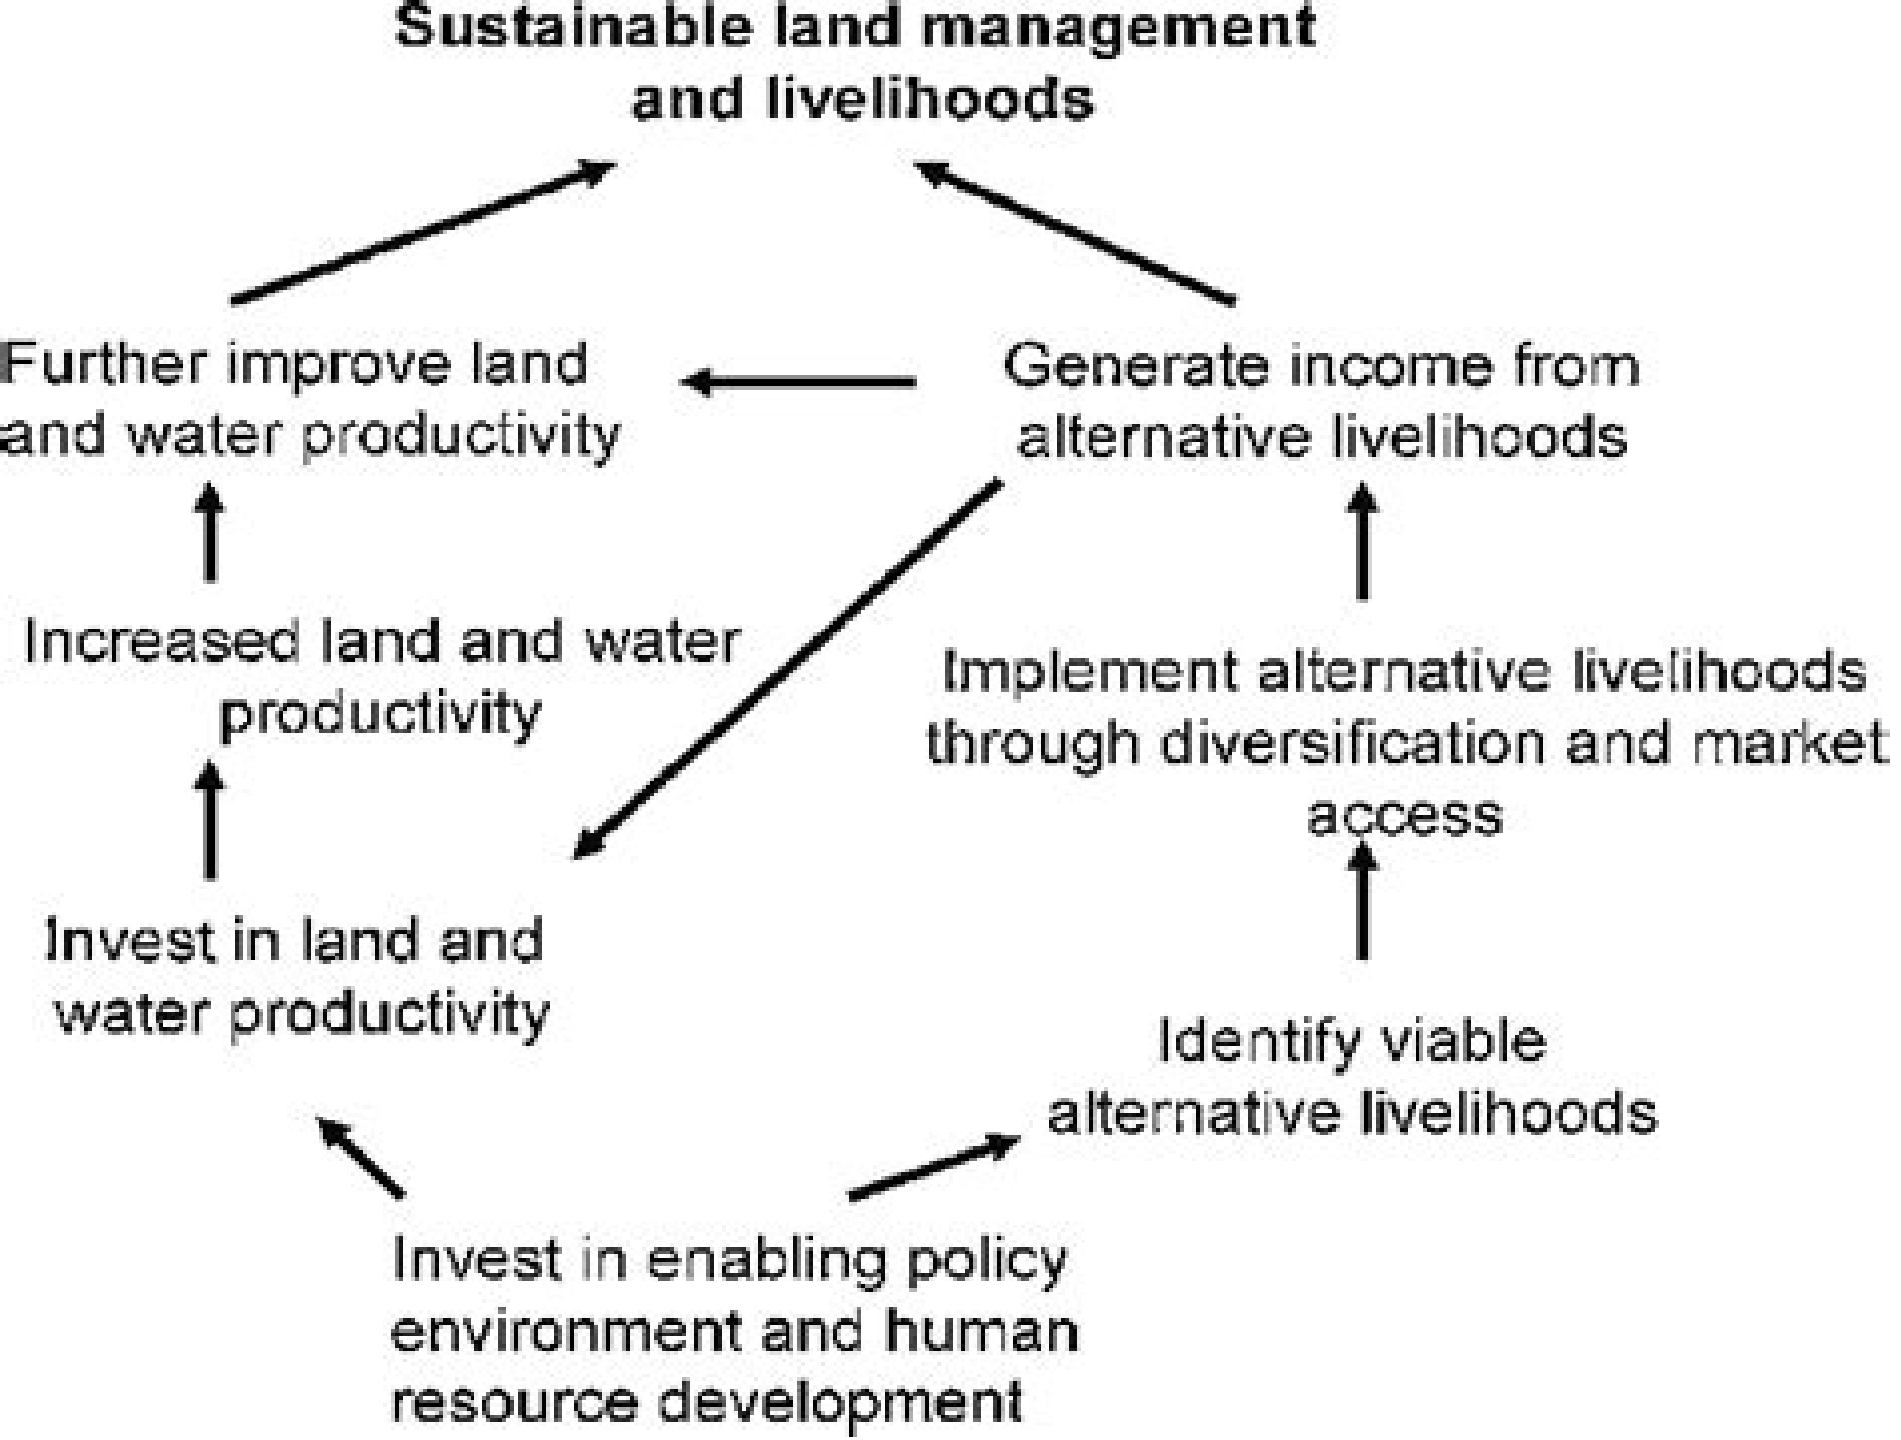 Sustainable land management
and livelihoods
Further improve land
and water productivity
Generate income from
alternative livelihoods
Increased land and water
productivity
Implement alternative livelihoods
through diversification and market
access
Invest in land and
water productivity
Identify viable
alternative livelihoods
Invest in enabling policy
environment and human
resource development